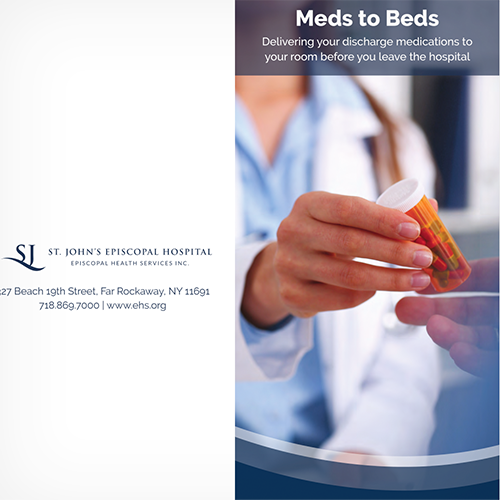 Meds to Beds
Delivering your discharge medications to
your room before you leave the hospital
SJ
ST. JOHN'S EPISCOPAL HOSPITAL
EPISCOPAL HEALTH SERVICES INC.
27 Beach 19th Street, Far Rockaway, NY 11691
718.869.7000 | www.ehs.org